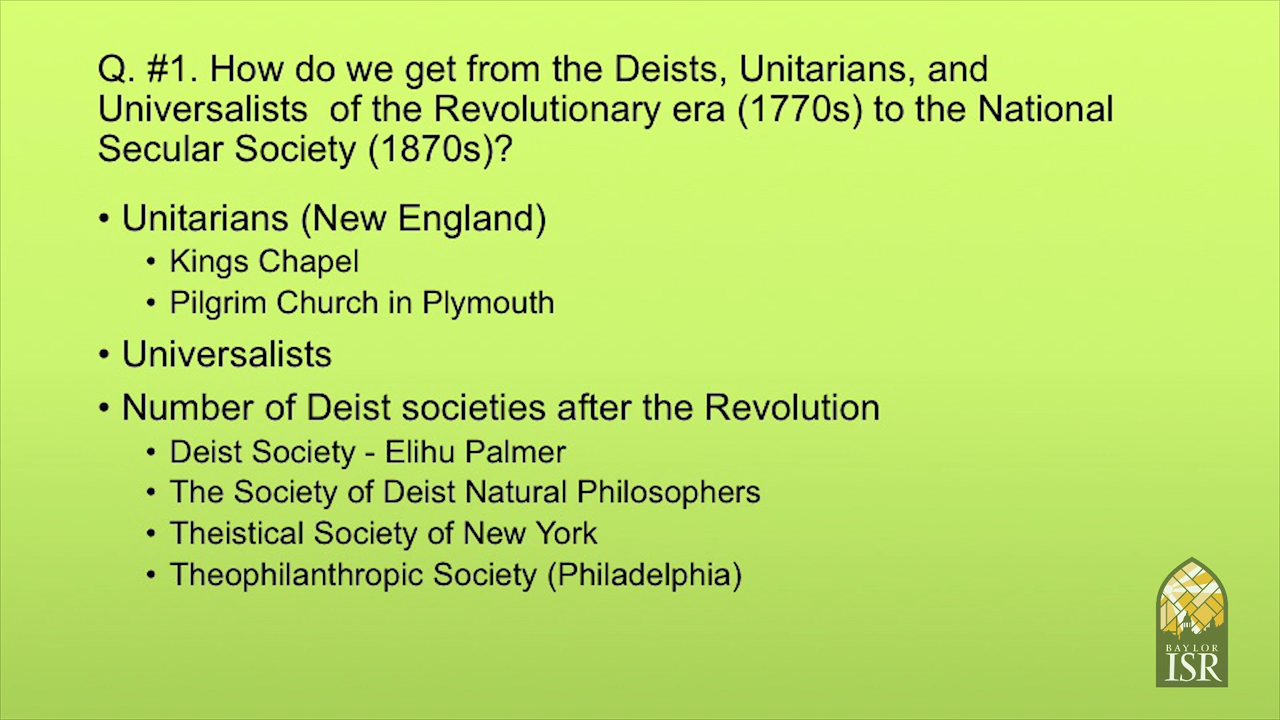 Q. #1. How do we get from the Deists, Unitarians, and
Universalists  of the Revolutionary era (1770s) to the National
Secular Society (1870s)?
• Unitarians (New England)
• Kings Chapel
• Pilgrim Church in Plymouth
• Universalists
• Number of Deist societies after the Revolution
• Deist Society - Elihu Palmer
• The Society of Deist Natural Philosophers
• Theistical Society of New York
• Theophilanthropic Society (Philadelphia)
BAYLOR
ISR